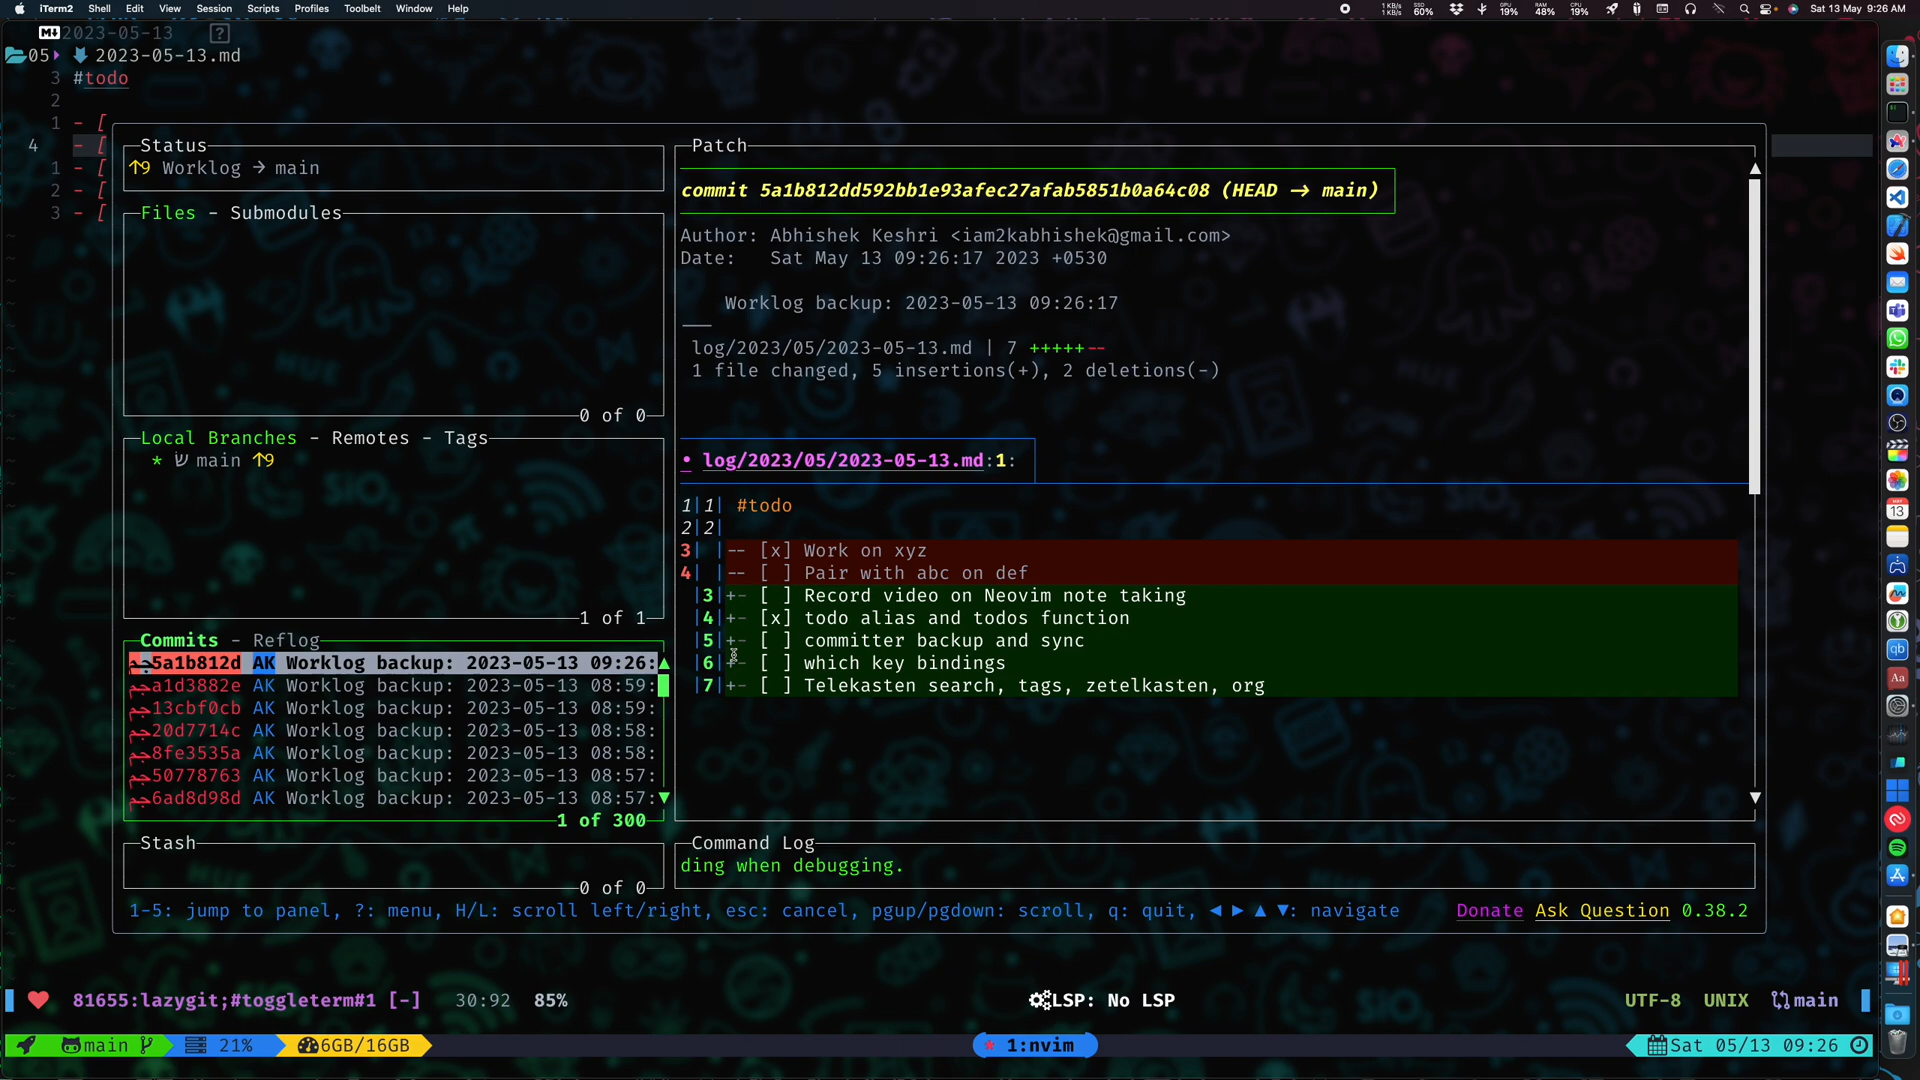 iTerm2 Shell Edit View Session Scripts Profiles Toolbelt Window Help
1 KB/s 1 KB/s SSD 60% GPU 19% RAM 48% CPU 19% Sat 13 May 9:26 AM
2023-05-13 ?
05 2023-05-13.md
3 #todo
2
1 - [
4 - [
1 - [
2 - [
3 - [
Status
↑9 Worklog → main
Files - Submodules
0 of 0
Local Branches - Remotes - Tags
* main ↑9
1 of 1
Commits - Reflog
5a1b812d AK Worklog backup: 2023-05-13 09:26:
a1d3882e AK Worklog backup: 2023-05-13 08:59:
13cbf0cb AK Worklog backup: 2023-05-13 08:59:
20d7714c AK Worklog backup: 2023-05-13 08:58:
8fe3535a AK Worklog backup: 2023-05-13 08:58:
50778763 AK Worklog backup: 2023-05-13 08:57:
6ad8d98d AK Worklog backup: 2023-05-13 08:57:
1 of 300
Stash
0 of 0
Patch
commit 5a1b812dd592bb1e93afec27afab5851b0a64c08 (HEAD → main)
Author: Abhishek Keshri <iam2kabhishek@gmail.com>
Date: Sat May 13 09:26:17 2023 +0530
Worklog backup: 2023-05-13 09:26:17
log/2023/05/2023-05-13.md | 7 +++++--
1 file changed, 5 insertions(+), 2 deletions(-)
• log/2023/05/2023-05-13.md:1:
1| 1| #todo
2| 2|
3| |-- [x] Work on xyz
4| |-- [ ] Pair with abc on def
| 3|+- [ ] Record video on Neovim note taking
| 4|+- [x] todo alias and todos function
| 5|+- [ ] committer backup and sync
| 6|+- [ ] which key bindings
| 7|+- [ ] Telekasten search, tags, zetelkasten, org
Command Log
ding when debugging.
1-5: jump to panel, ?: menu, H/L: scroll left/right, esc: cancel, pgup/pgdown: scroll, q: quit, ◀ ▶ ▲ ▼: navigate Donate Ask Question 0.38.2
81655:lazygit;#toggleterm#1 [-] 30:92 85% LSP: No LSP UTF-8 UNIX main
main 21% 6GB/16GB * 1:nvim Sat 05/13 09:26